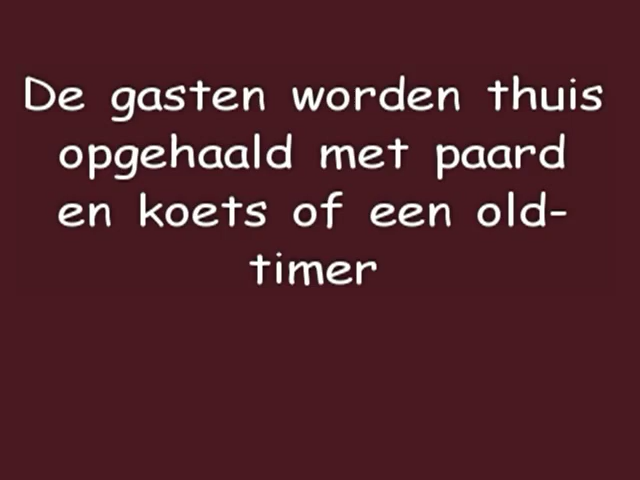 De gasten worden thuis
opgehaald met paard
en koets of een old-
timer